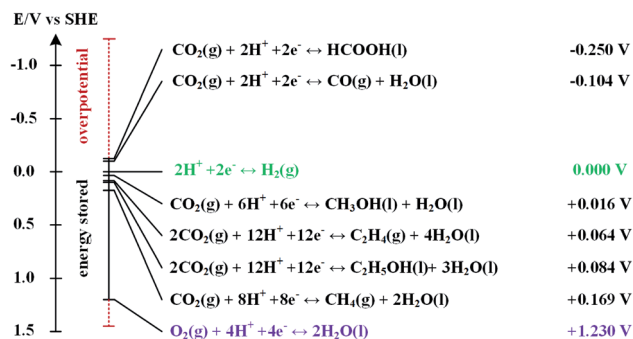 E/V vs SHE
CO₂(g) + 2H⁺ +2e⁻ ↔ HCOOH(l) -0.250 V
-1.0
CO₂(g) + 2H⁺ +2e⁻ ↔ CO(g) + H₂O(l) -0.104 V
-0.5
overpotential
0.0
2H⁺ +2e⁻ ↔ H₂(g) 0.000 V
CO₂(g) + 6H⁺ +6e⁻ ↔ CH₃OH(l) + H₂O(l) +0.016 V
0.5
2CO₂(g) + 12H⁺ +12e⁻ ↔ C₂H₄(g) + 4H₂O(l) +0.064 V
energy stored
2CO₂(g) + 12H⁺ +12e⁻ ↔ C₂H₅OH(l)+ 3H₂O(l) +0.084 V
1.0
CO₂(g) + 8H⁺ +8e⁻ ↔ CH₄(g) + 2H₂O(l) +0.169 V
1.5
O₂(g) + 4H⁺ +4e⁻ ↔ 2H₂O(l) +1.230 V